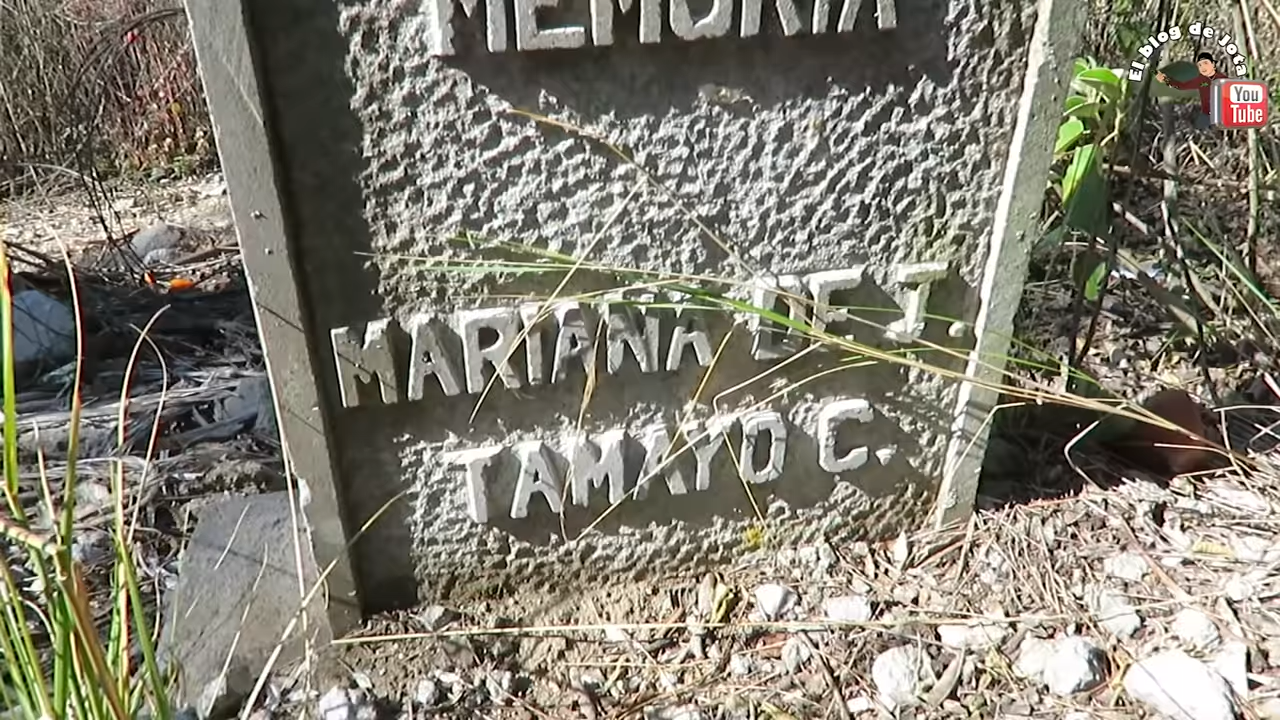 MEMORIA
MARIANA DE J.
TAMAYO C.
El blog de Jota
You
Tube